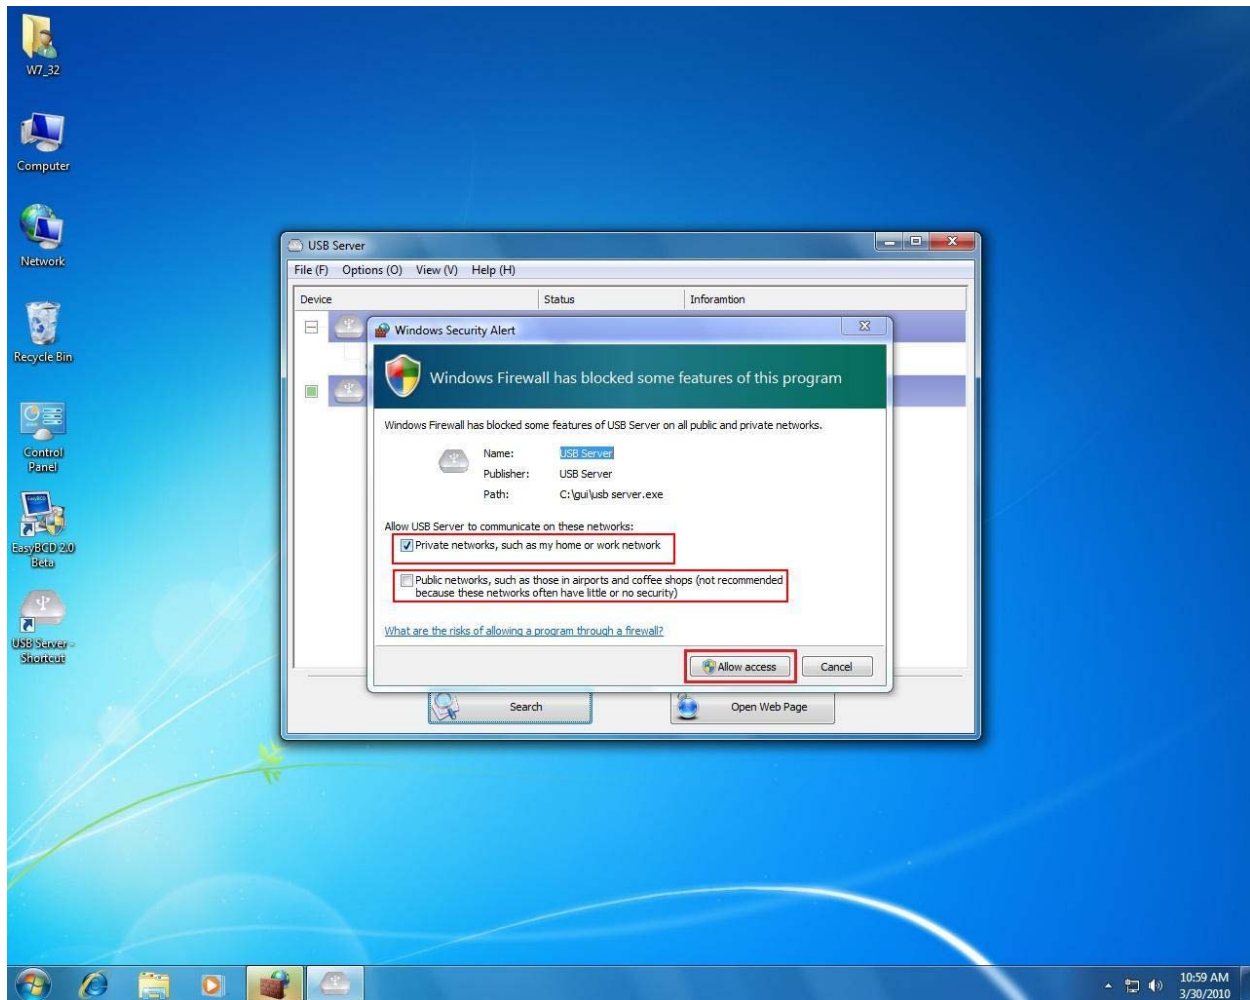 W7_32
Computer
Network
Recycle Bin
Control
Panel
EasyBCD 2.0
Beta
USB Server -
Shortcut
USB Server
File (F) Options (O) View (V) Help (H)
Device Status Inforamtion
Windows Security Alert
Windows Firewall has blocked some features of this program
Windows Firewall has blocked some features of USB Server on all public and private networks.
Name: USB Server
Publisher: USB Server
Path: C:\gui\usb server.exe
Allow USB Server to communicate on these networks:
Private networks, such as my home or work network
Public networks, such as those in airports and coffee shops (not recommended
because these networks often have little or no security)
What are the risks of allowing a program through a firewall?
Allow access Cancel
Search Open Web Page
10:59 AM
3/30/2010